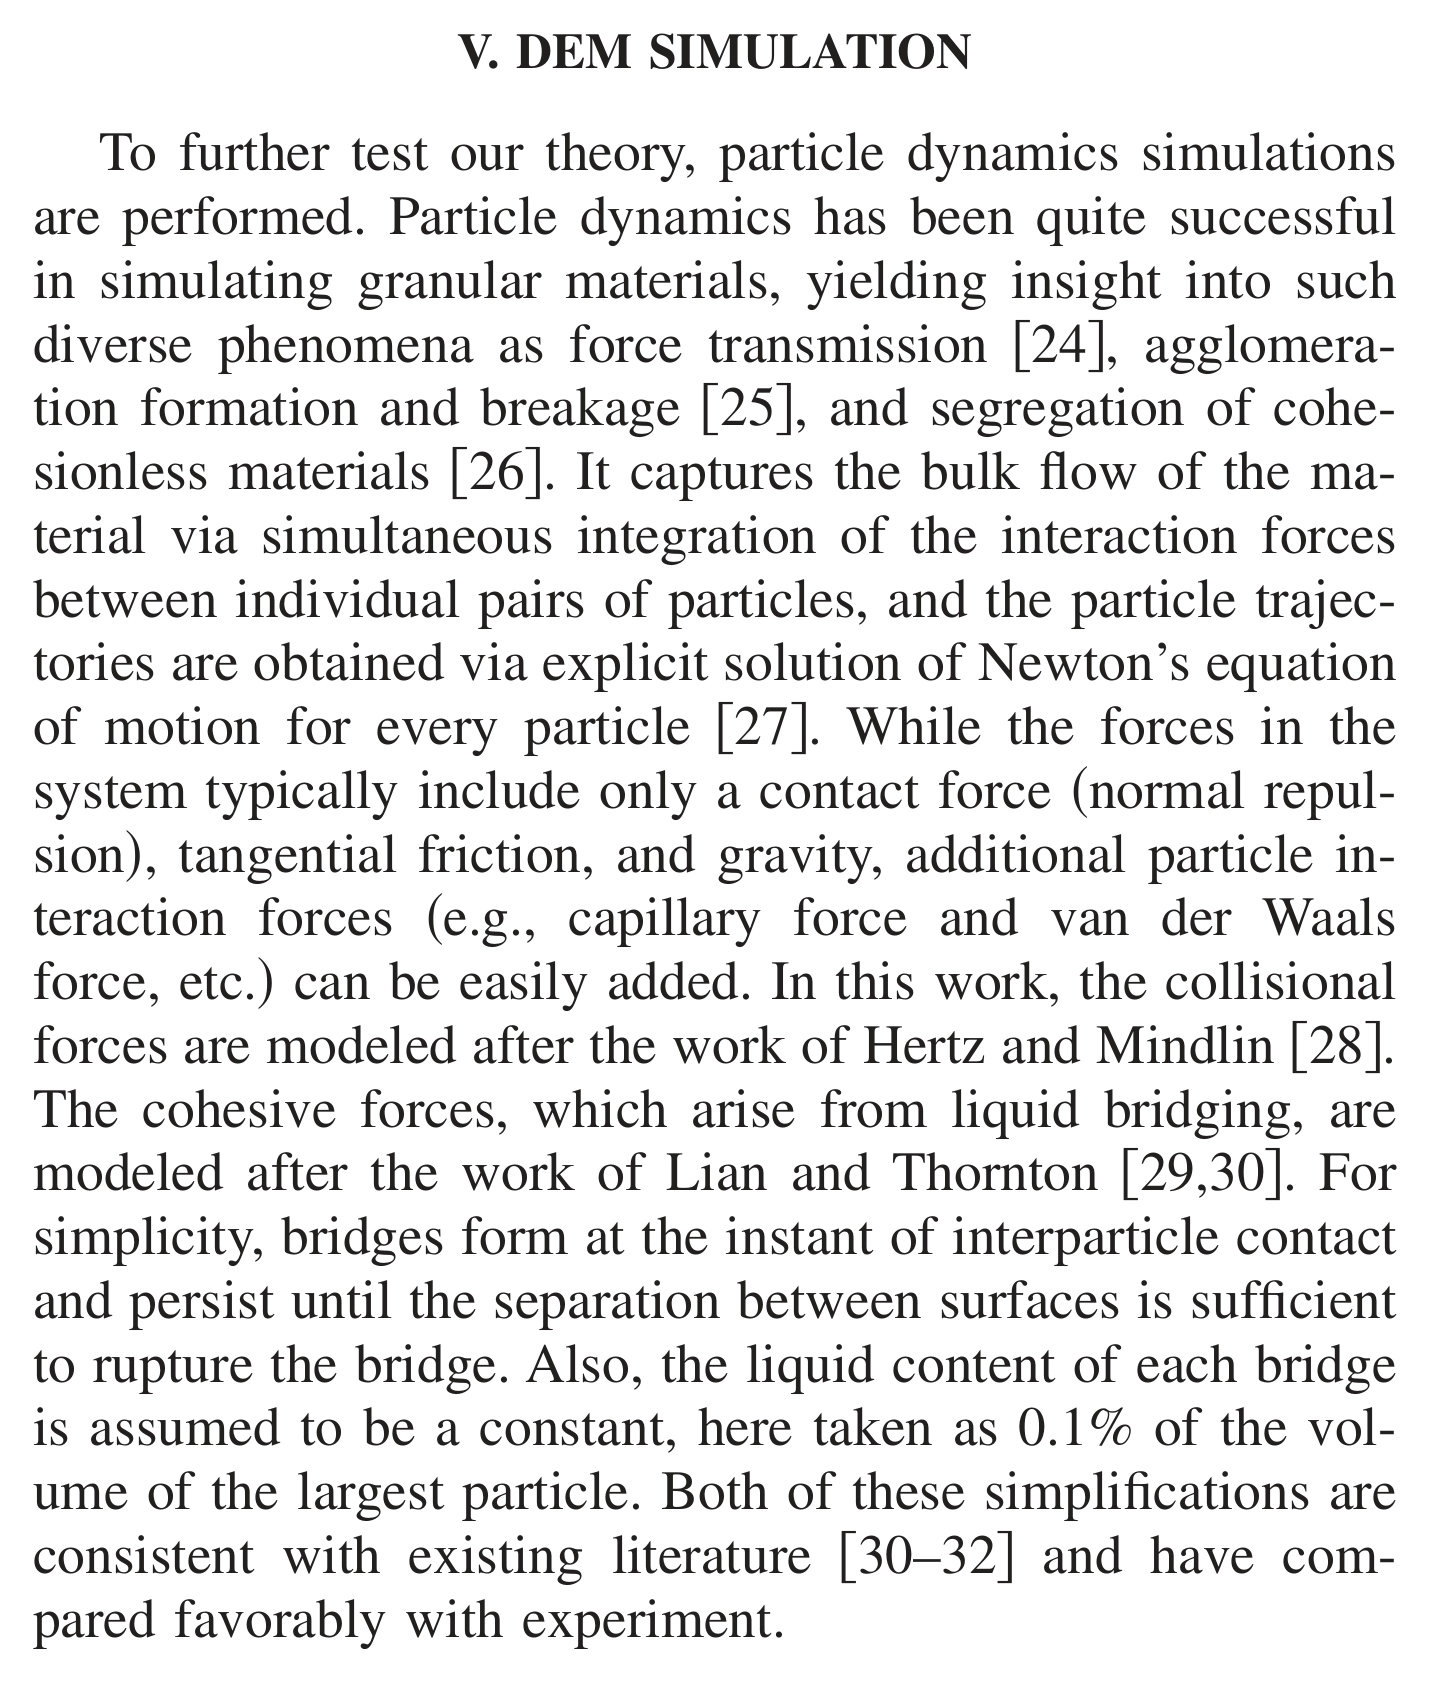 V. DEM SIMULATION
To further test our theory, particle dynamics simulations
are performed. Particle dynamics has been quite successful
in simulating granular materials, yielding insight into such
diverse phenomena as force transmission [24], agglomera-
tion formation and breakage [25], and segregation of cohe-
sionless materials [26]. It captures the bulk flow of the ma-
terial via simultaneous integration of the interaction forces
between individual pairs of particles, and the particle trajec-
tories are obtained via explicit solution of Newton’s equation
of motion for every particle [27]. While the forces in the
system typically include only a contact force (normal repul-
sion), tangential friction, and gravity, additional particle in-
teraction forces (e.g., capillary force and van der Waals
force, etc.) can be easily added. In this work, the collisional
forces are modeled after the work of Hertz and Mindlin [28].
The cohesive forces, which arise from liquid bridging, are
modeled after the work of Lian and Thornton [29,30]. For
simplicity, bridges form at the instant of interparticle contact
and persist until the separation between surfaces is sufficient
to rupture the bridge. Also, the liquid content of each bridge
is assumed to be a constant, here taken as 0.1% of the vol-
ume of the largest particle. Both of these simplifications are
consistent with existing literature [30–32] and have com-
pared favorably with experiment.